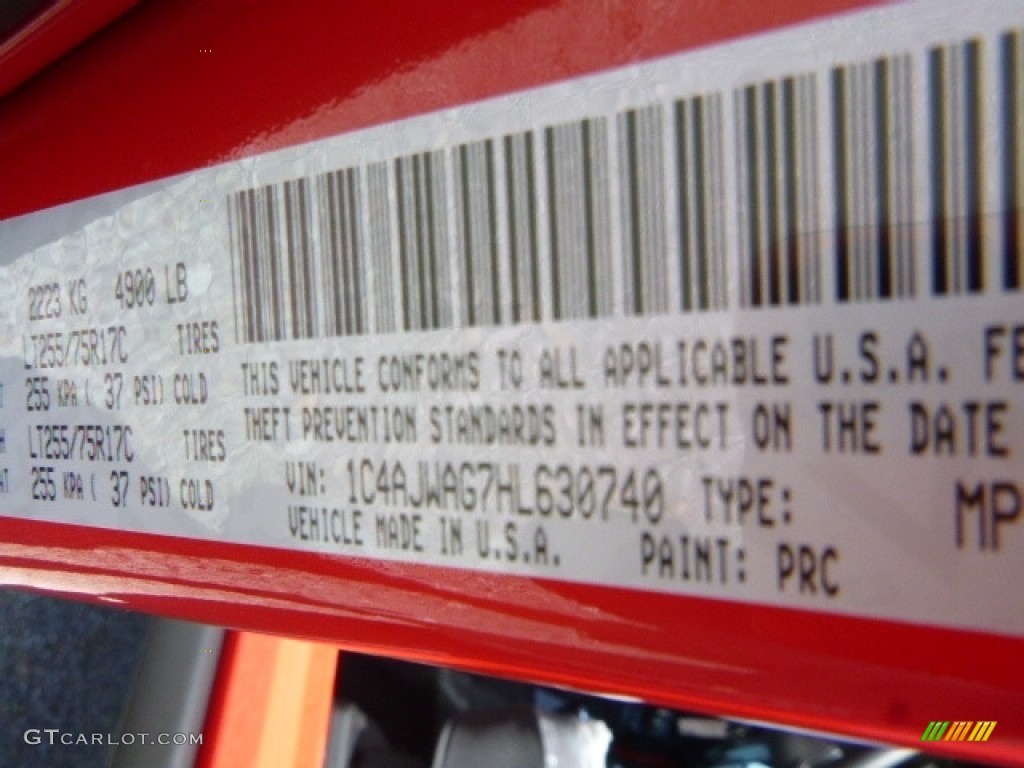 2223 KG 4900 LB
LT255/75R17C TIRES
255 KPA ( 37 PSI) COLD
LT255/75R17C TIRES
255 KPA ( 37 PSI) COLD
THIS VEHICLE CONFORMS TO ALL APPLICABLE U.S.A. FE
THEFT PREVENTION STANDARDS IN EFFECT ON THE DATE
VIN: 1C4AJWAG7HL630740 TYPE: MP
VEHICLE MADE IN U.S.A. PAINT: PRC
GTCARLOT.COM